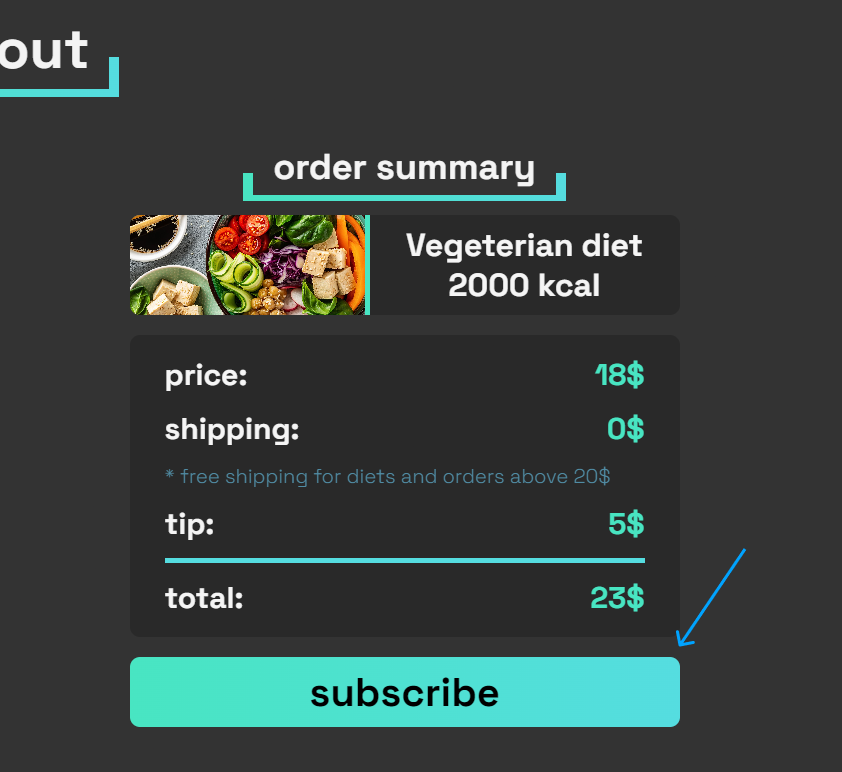 out
order summary
Vegeterian diet
2000 kcal
price: 18$
shipping: 0$
* free shipping for diets and orders above 20$
tip: 5$
total: 23$
subscribe